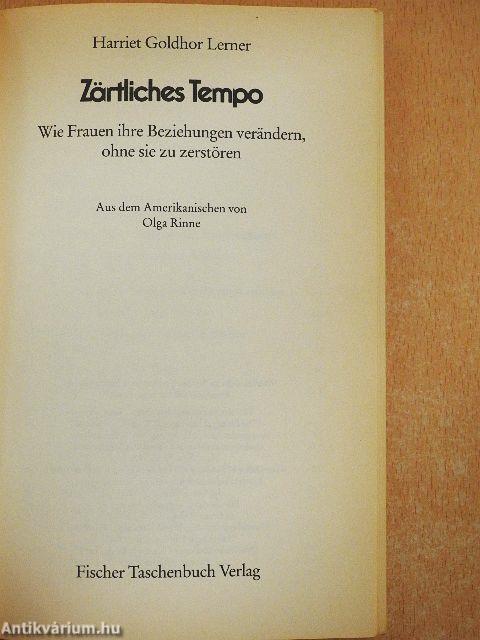 Harriet Goldhor Lerner
Zärtliches Tempo
Wie Frauen ihre Beziehungen verändern,
ohne sie zu zerstören
Aus dem Amerikanischen von
Olga Rinne
Fischer Taschenbuch Verlag
Antikvárium.hu